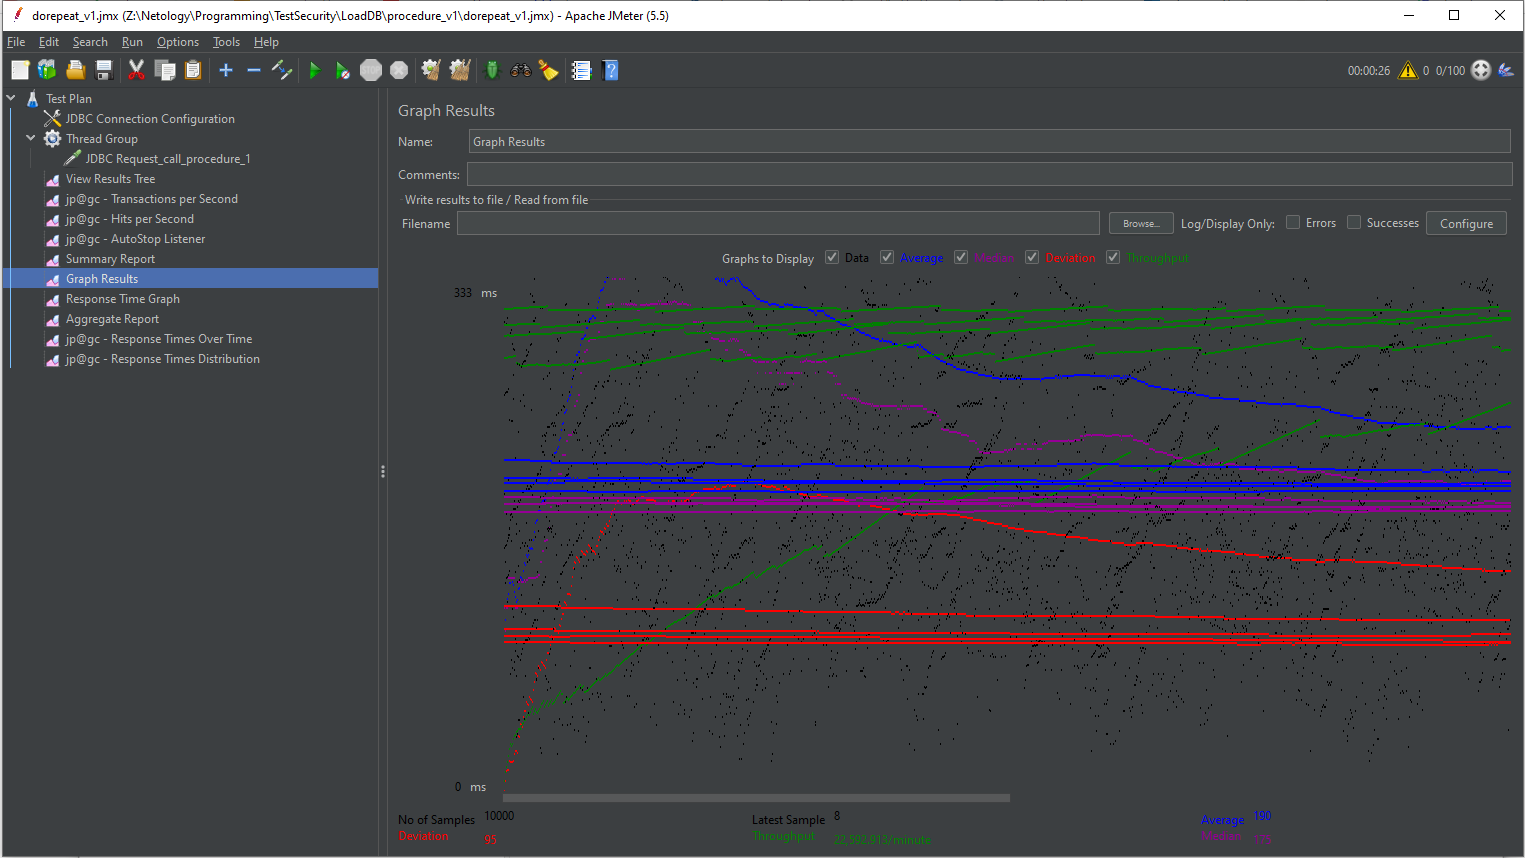 dorepeat_v1.jmx (Z:\Netology\Programming\TestSecurity\LoadDB\procedure_v1\dorepeat_v1.jmx) - Apache JMeter (5.5)
File Edit Search Run Options Tools Help
STOP 00:00:26 0 0/100
Test Plan
JDBC Connection Configuration
Thread Group
JDBC Request_call_procedure_1
View Results Tree
jp@gc - Transactions per Second
jp@gc - Hits per Second
jp@gc - AutoStop Listener
Summary Report
Graph Results
Response Time Graph
Aggregate Report
jp@gc - Response Times Over Time
jp@gc - Response Times Distribution
Graph Results
Name: Graph Results
Comments:
Write results to file / Read from file
Filename Browse... Log/Display Only: Errors Successes Configure
Graphs to Display Data Average Median Deviation Throughput
333 ms
0 ms
No of Samples 10000 Latest Sample 8 Average 190
Deviation 95 Throughput 22,592.913/minute Median